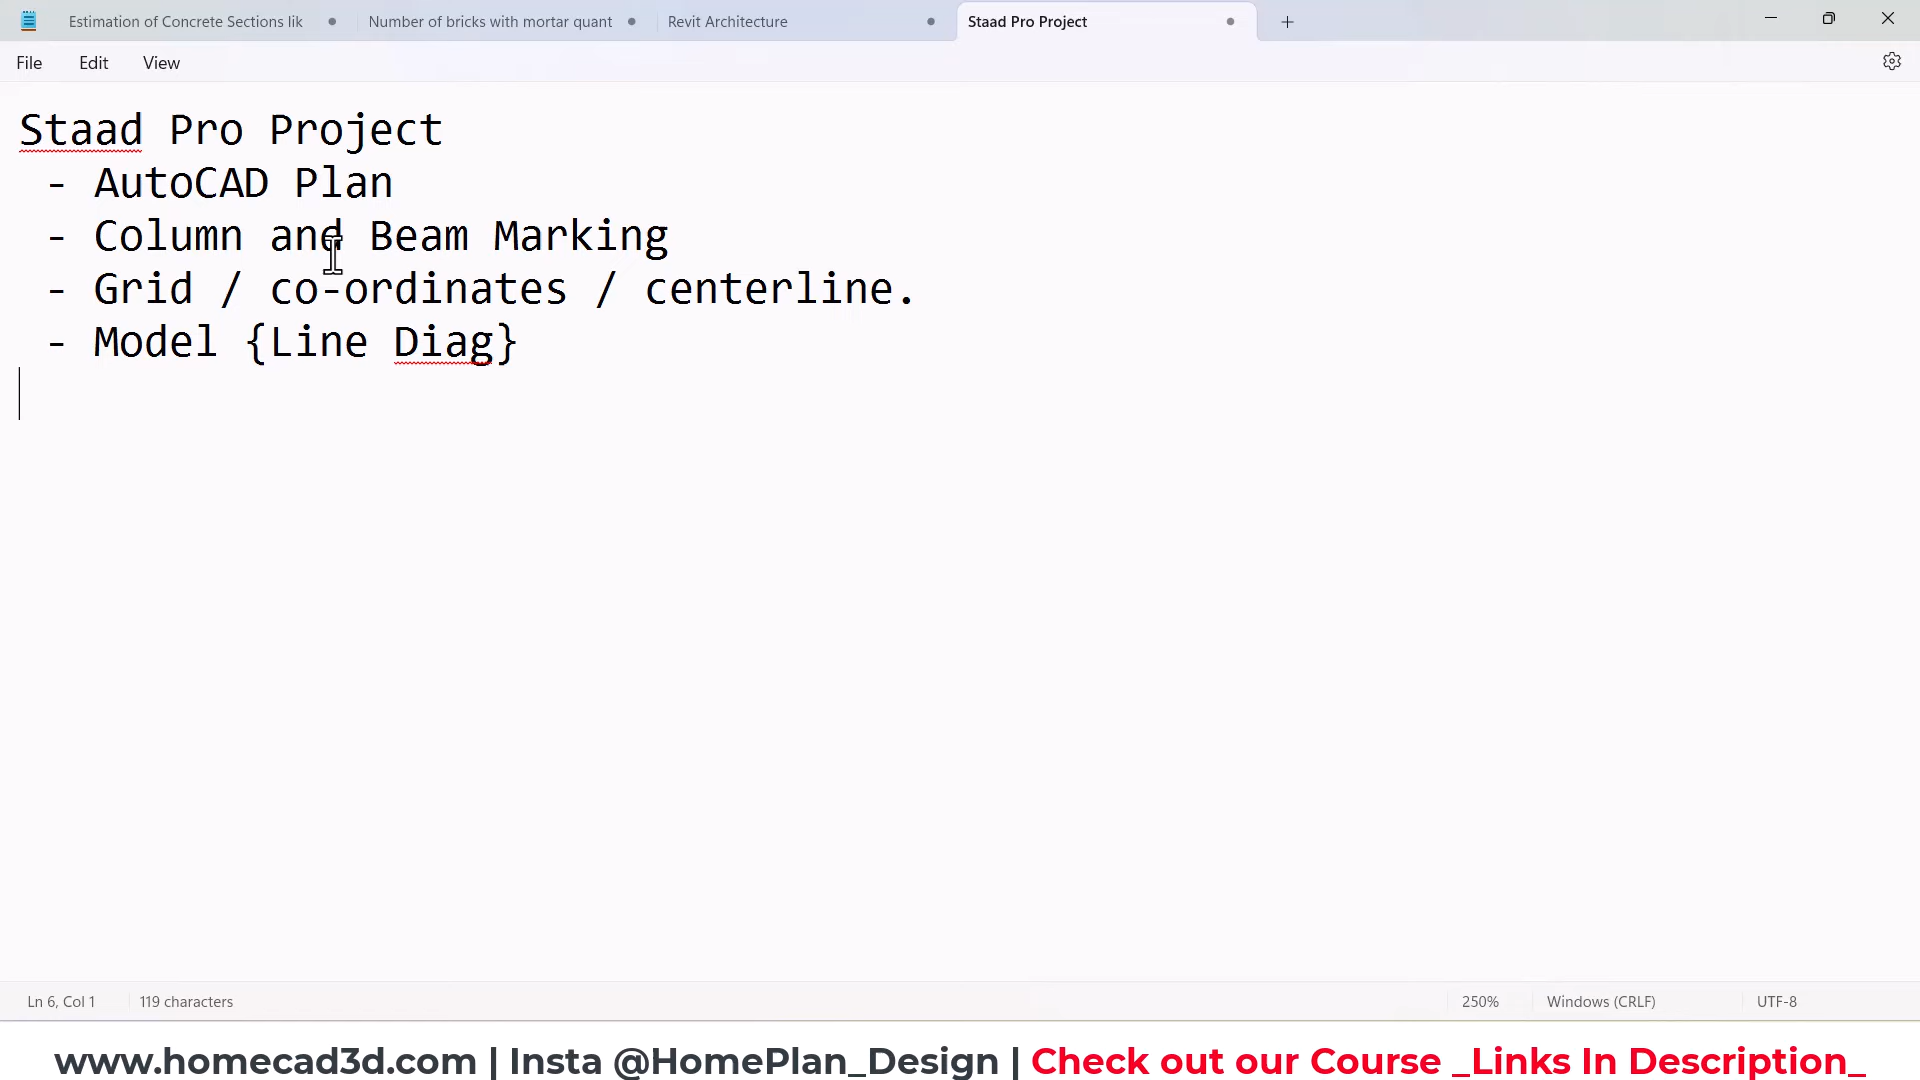 Estimation of Concrete Sections lik Number of bricks with mortar quant Revit Architecture Staad Pro Project
File Edit View
Staad Pro Project
- AutoCAD Plan
- Column and Beam Marking
- Grid / co-ordinates / centerline.
- Model {Line Diag}
Ln 6, Col 1 119 characters 250% Windows (CRLF) UTF-8
www.homecad3d.com | Insta @HomePlan_Design | Check out our Course _Links In Description_